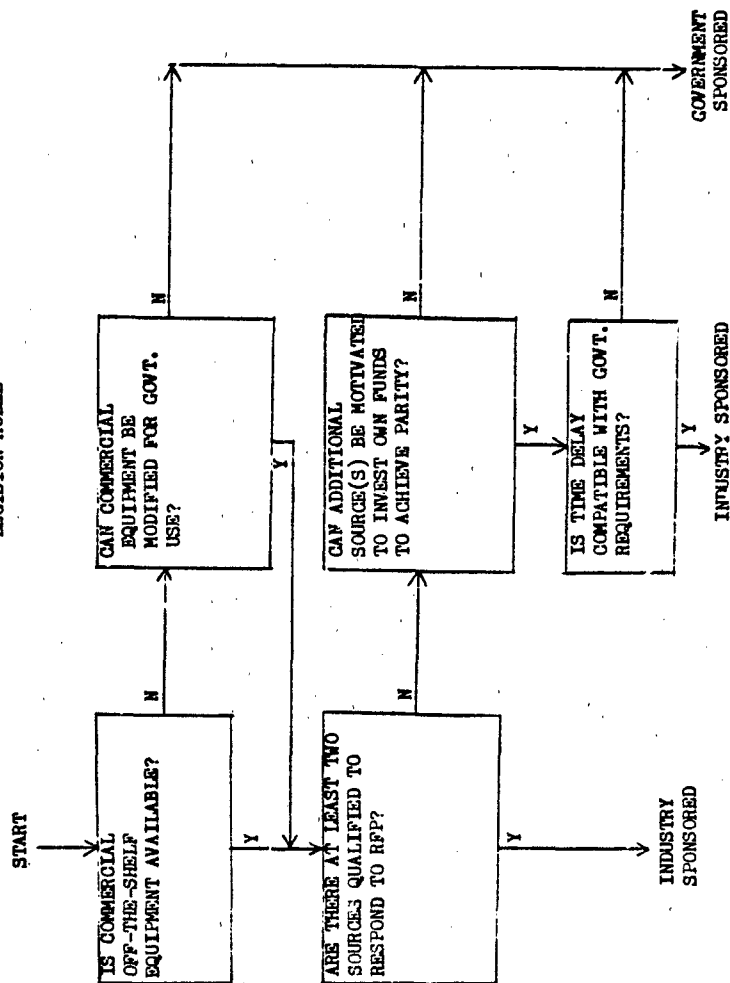 START
IS COMMERCIAL
OFF-THE-SHELF
EQUIPMENT AVAILABLE?
N
Y
CAN COMMERCIAL
EQUIPMENT BE
MODIFIED FOR GOVT.
USE?
N
Y
ARE THERE AT LEAST TWO
SOURCES QUALIFIED TO
RESPOND TO RFP?
N
Y
INDUSTRY
SPONSORED
CAN ADDITIONAL
SOURCE(S) BE MOTIVATED
TO INVEST OWN FUNDS
TO ACHIEVE PARITY?
N
Y
IS TIME DELAY
COMPATIBLE WITH GOVT.
REQUIREMENTS?
N
Y
INDUSTRY SPONSORED
GOVERNMENT
SPONSORED